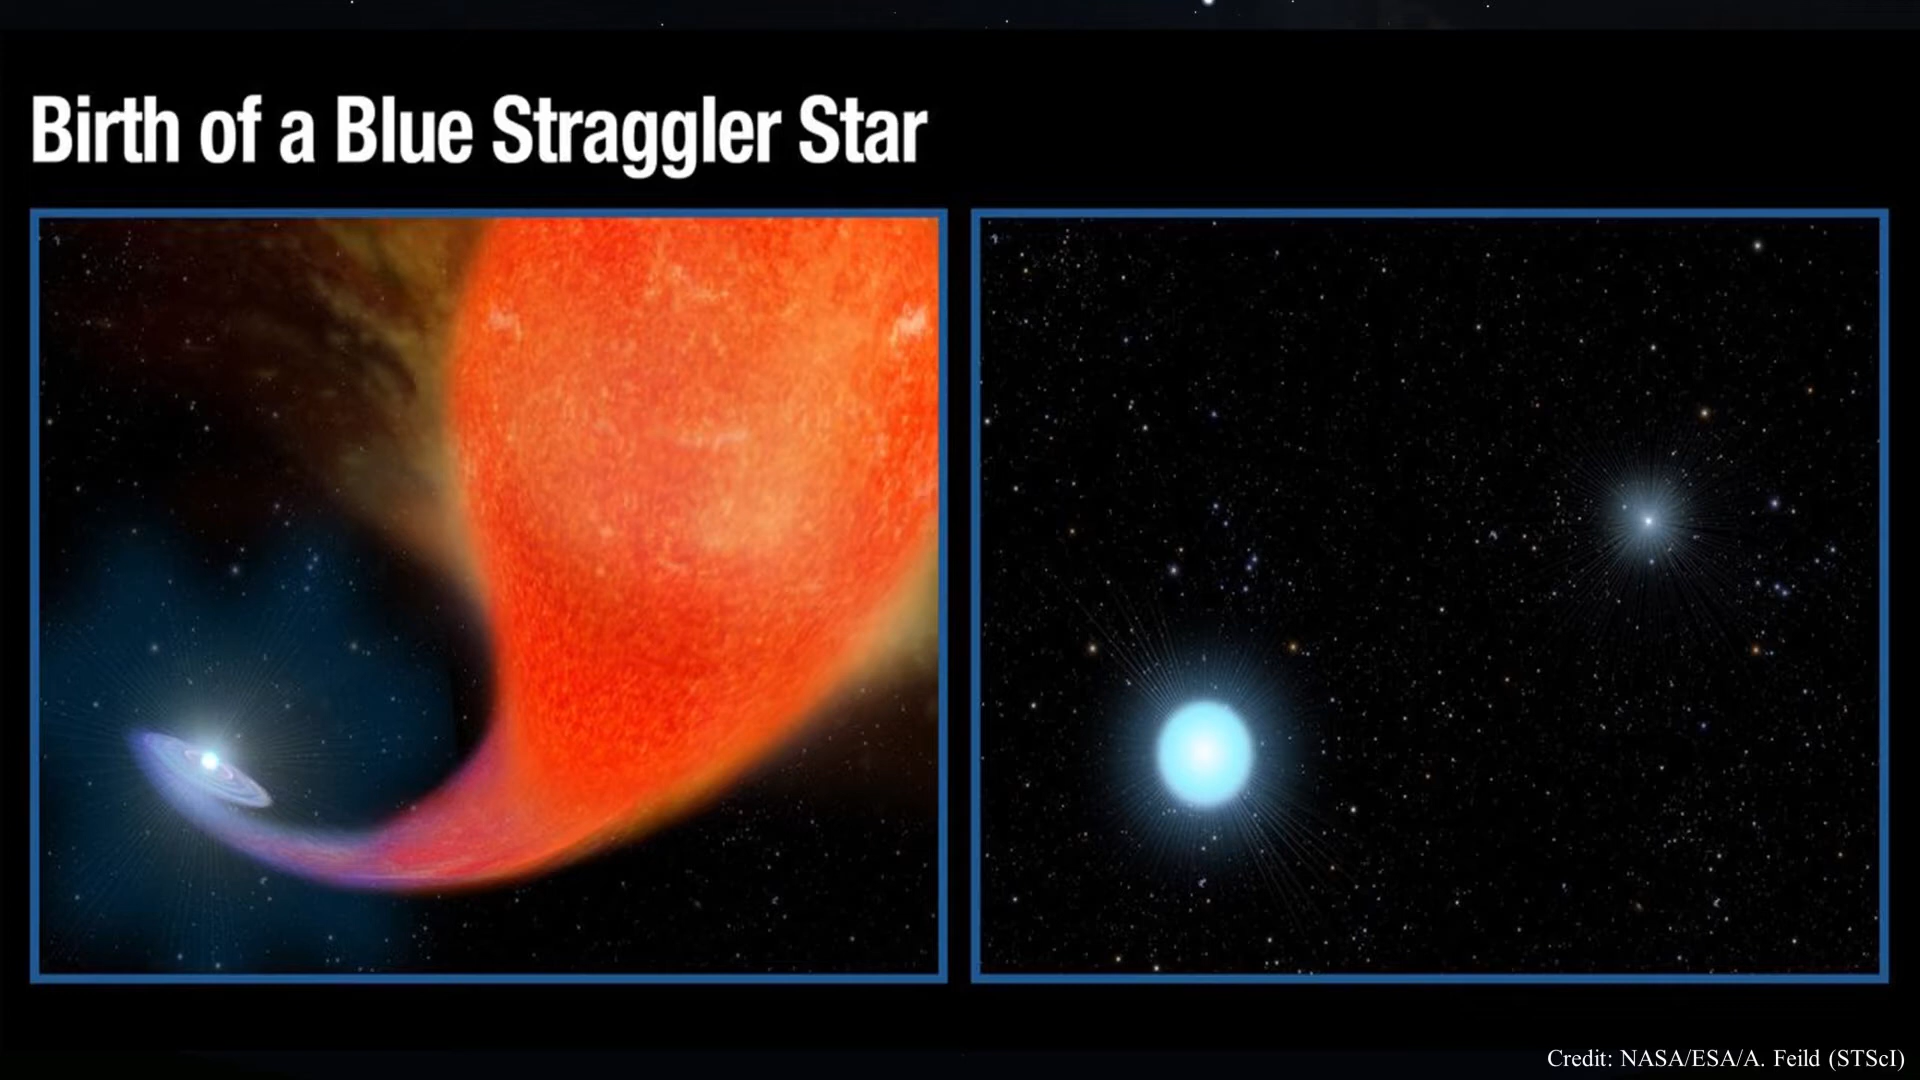 Birth of a Blue Straggler Star
Credit: NASA/ESA/A. Feild (STScI)